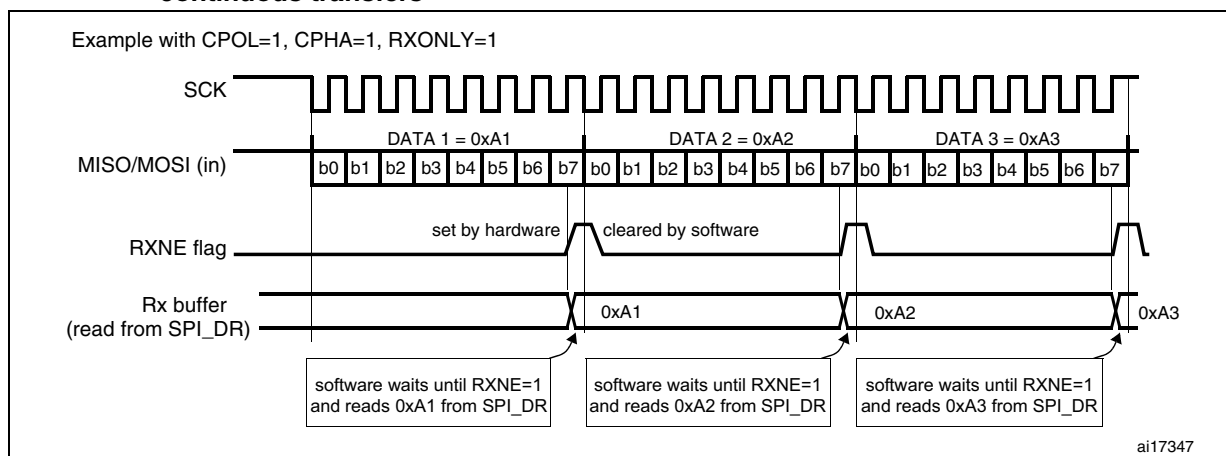 continuous transfers
Example with CPOL=1, CPHA=1, RXONLY=1
SCK
DATA 1 = 0xA1 DATA 2 = 0xA2 DATA 3 = 0xA3
MISO/MOSI (in)
b0 b1 b2 b3 b4 b5 b6 b7 b0 b1 b2 b3 b4 b5 b6 b7 b0 b1 b2 b3 b4 b5 b6 b7
set by hardware cleared by software
RXNE flag
Rx buffer
(read from SPI_DR)
0xA1 0xA2 0xA3
software waits until RXNE=1
and reads 0xA1 from SPI_DR
software waits until RXNE=1
and reads 0xA2 from SPI_DR
software waits until RXNE=1
and reads 0xA3 from SPI_DR
ai17347